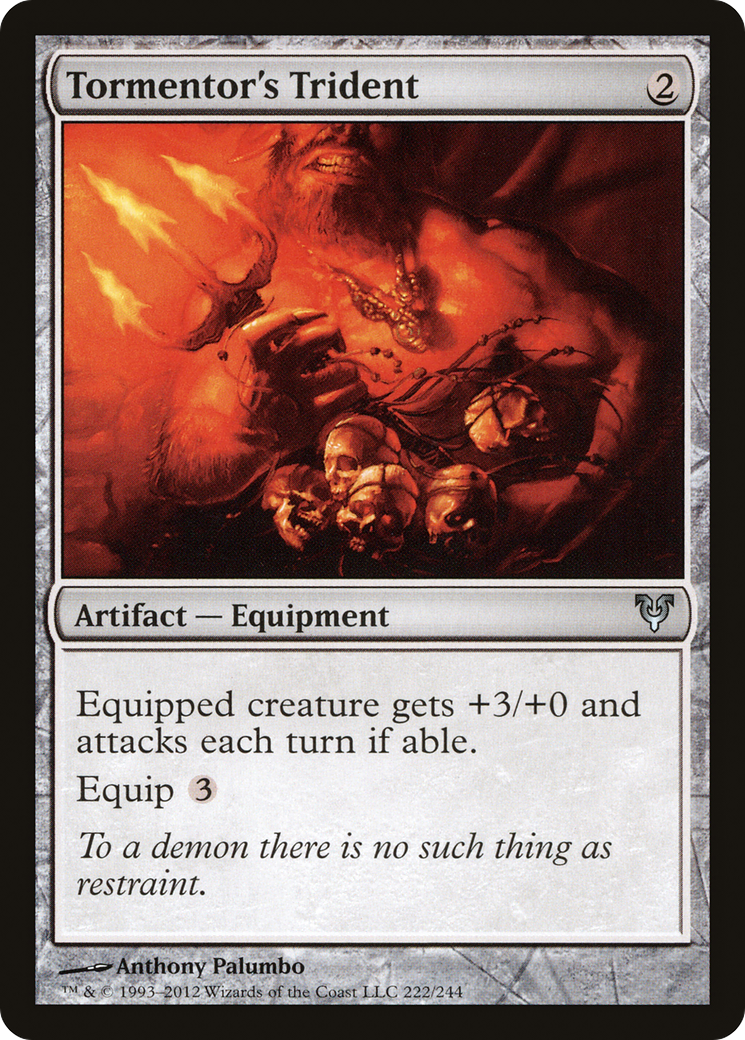 Tormentor's Trident 2
Artifact — Equipment
Equipped creature gets +3/+0 and
attacks each turn if able.
Equip 3
To a demon there is no such thing as
restraint.
Anthony Palumbo
™ & © 1993–2012 Wizards of the Coast LLC 222/244